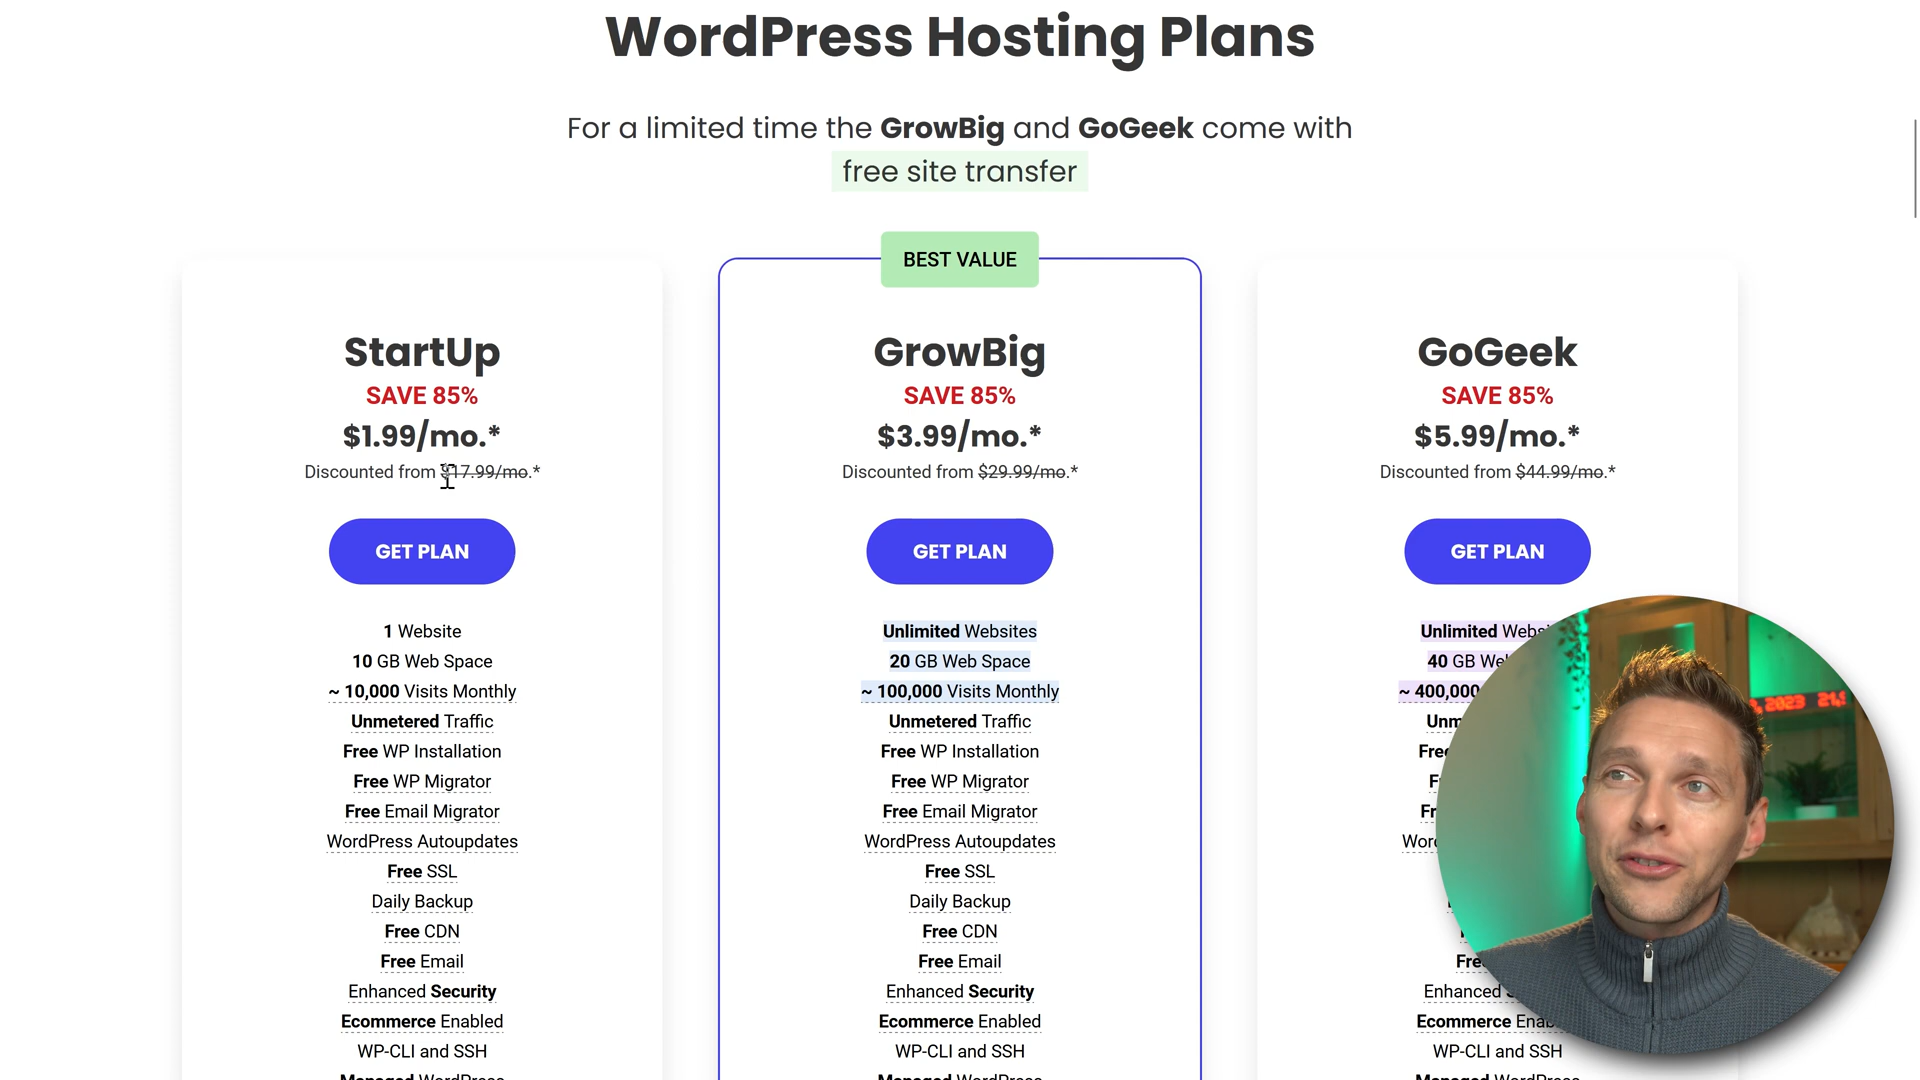 WordPress Hosting Plans
For a limited time the GrowBig and GoGeek come with
free site transfer
BEST VALUE
StartUp
SAVE 85%
$1.99/mo.*
Discounted from $17.99/mo.*
GET PLAN
1 Website
10 GB Web Space
~ 10,000 Visits Monthly
Unmetered Traffic
Free WP Installation
Free WP Migrator
Free Email Migrator
WordPress Autoupdates
Free SSL
Daily Backup
Free CDN
Free Email
Enhanced Security
Ecommerce Enabled
WP-CLI and SSH
Managed WordPress
GrowBig
SAVE 85%
$3.99/mo.*
Discounted from $29.99/mo.*
GET PLAN
Unlimited Websites
20 GB Web Space
~ 100,000 Visits Monthly
Unmetered Traffic
Free WP Installation
Free WP Migrator
Free Email Migrator
WordPress Autoupdates
Free SSL
Daily Backup
Free CDN
Free Email
Enhanced Security
Ecommerce Enabled
WP-CLI and SSH
Managed WordPress
GoGeek
SAVE 85%
$5.99/mo.*
Discounted from $44.99/mo.*
GET PLAN
Unlimited
40 GB
~ 400,000
Enhanced
Ecommerce
WP-CLI and SSH
Managed WordPress
2023